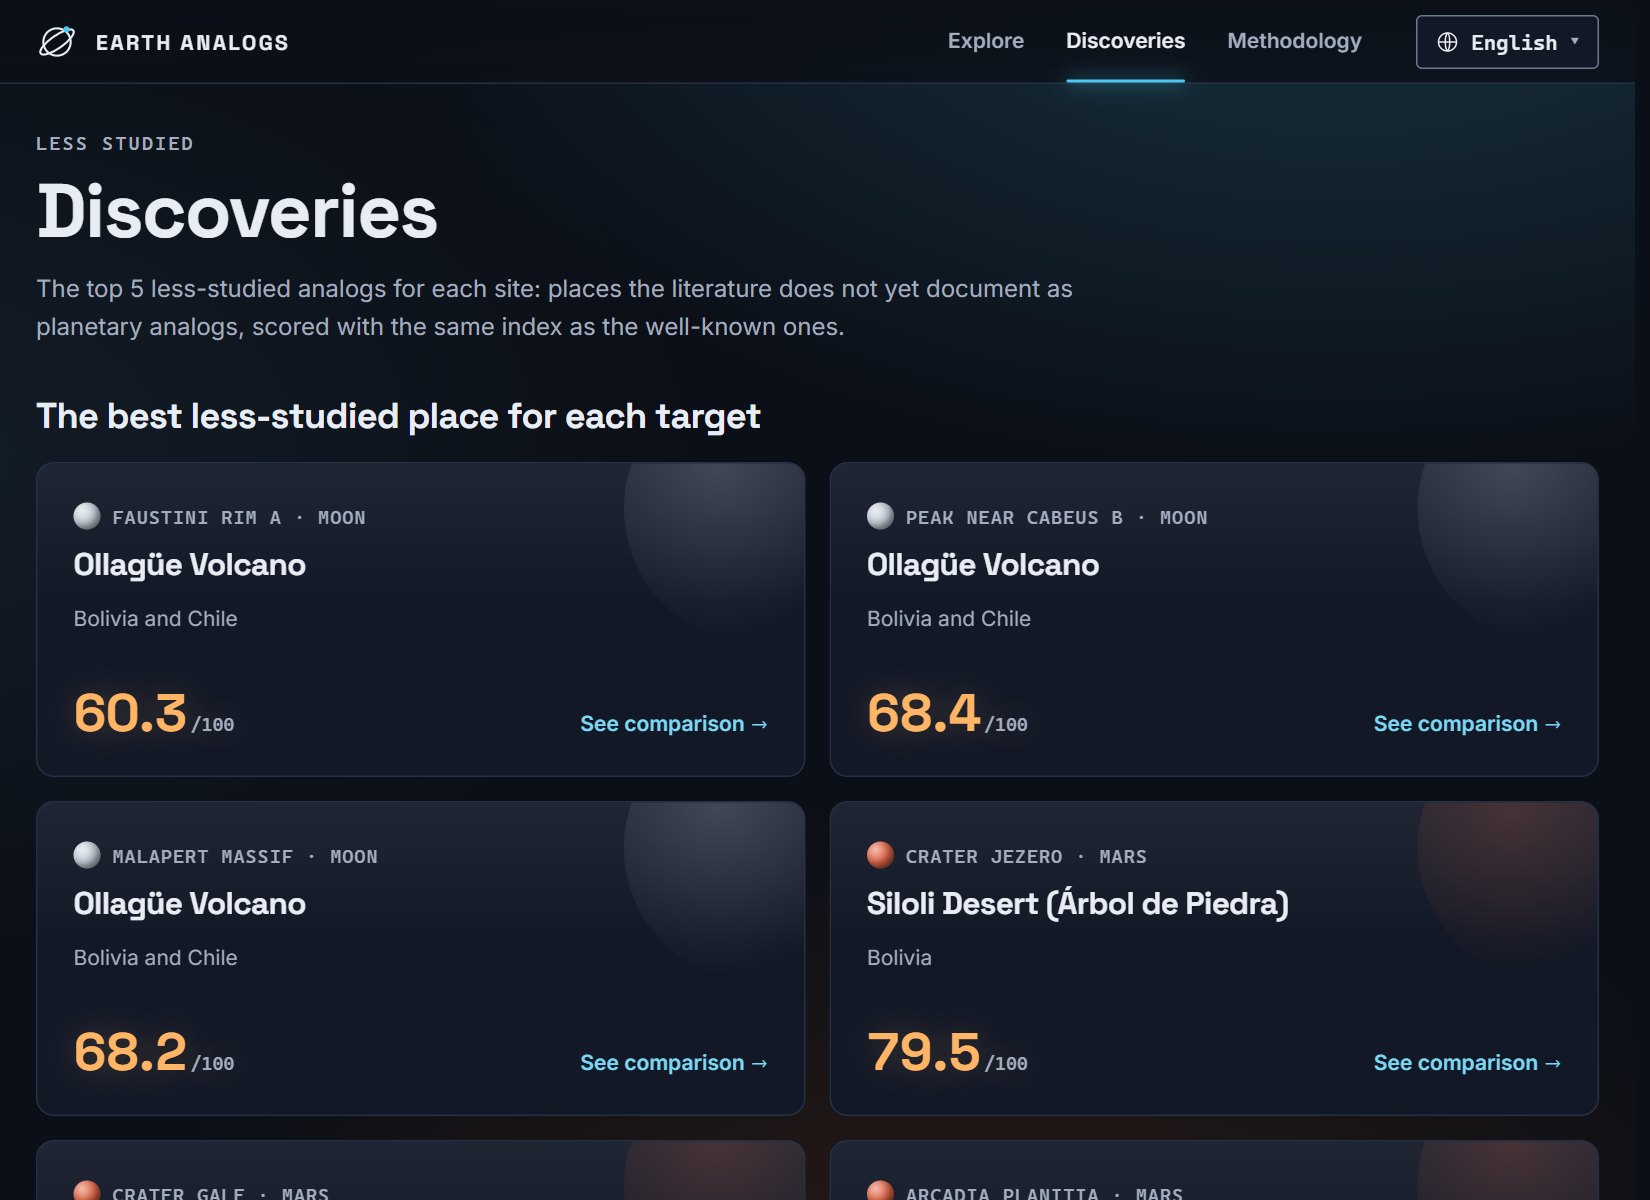 EARTH ANALOGS
Explore
Discoveries
Methodology
English
LESS STUDIED
Discoveries
The top 5 less-studied analogs for each site: places the literature does not yet document as
planetary analogs, scored with the same index as the well-known ones.
The best less-studied place for each target
FAUSTINI RIM A · MOON
Ollagüe Volcano
Bolivia and Chile
60.3/100
See comparison →
PEAK NEAR CABEUS B · MOON
Ollagüe Volcano
Bolivia and Chile
68.4/100
See comparison →
MALAPERT MASSIF · MOON
Ollagüe Volcano
Bolivia and Chile
68.2/100
See comparison →
CRATER JEZERO · MARS
Siloli Desert (Árbol de Piedra)
Bolivia
79.5/100
See comparison →
CRATER GALE · MARS
ARCADIA PLANITIA · MARS